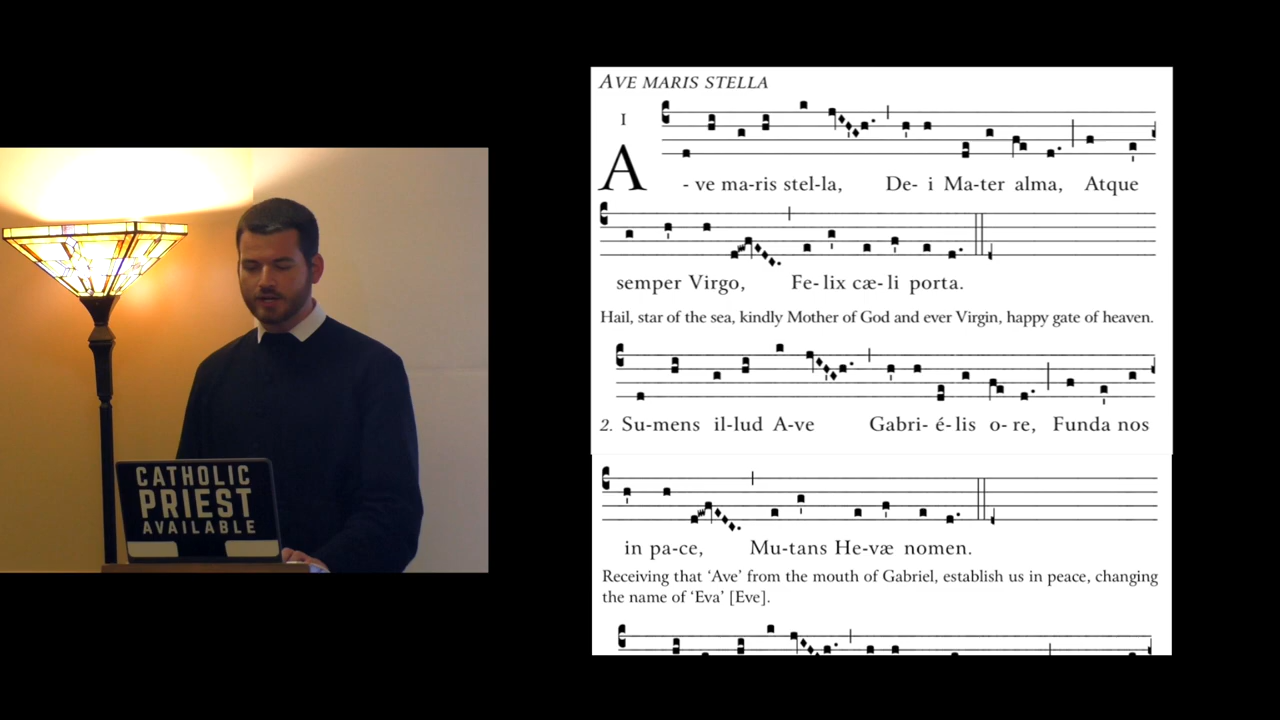 CATHOLIC
PRIEST
AVAILABLE
AVE MARIS STELLA
I
A - ve ma-ris stel-la, De- i Ma-ter alma, Atque
semper Virgo, Fe- lix cæ- li porta.
Hail, star of the sea, kindly Mother of God and ever Virgin, happy gate of heaven.
2. Su-mens il-lud A-ve Gabri- é- lis o- re, Funda nos
in pa-ce, Mu-tans He-væ nomen.
Receiving that ‘Ave’ from the mouth of Gabriel, establish us in peace, changing
the name of ‘Eva’ [Eve].